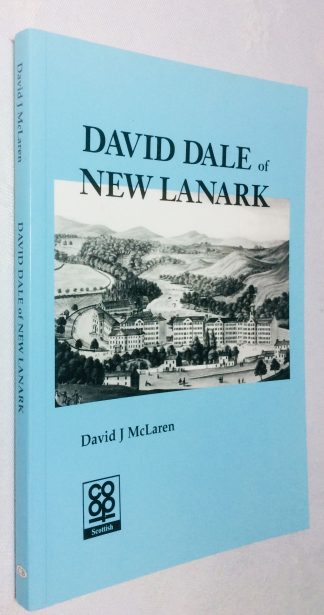 David J McLaren
DAVID DALE of NEW LANARK
DAVID DALE of
NEW LANARK
David J McLaren
CO
OP
Scottish